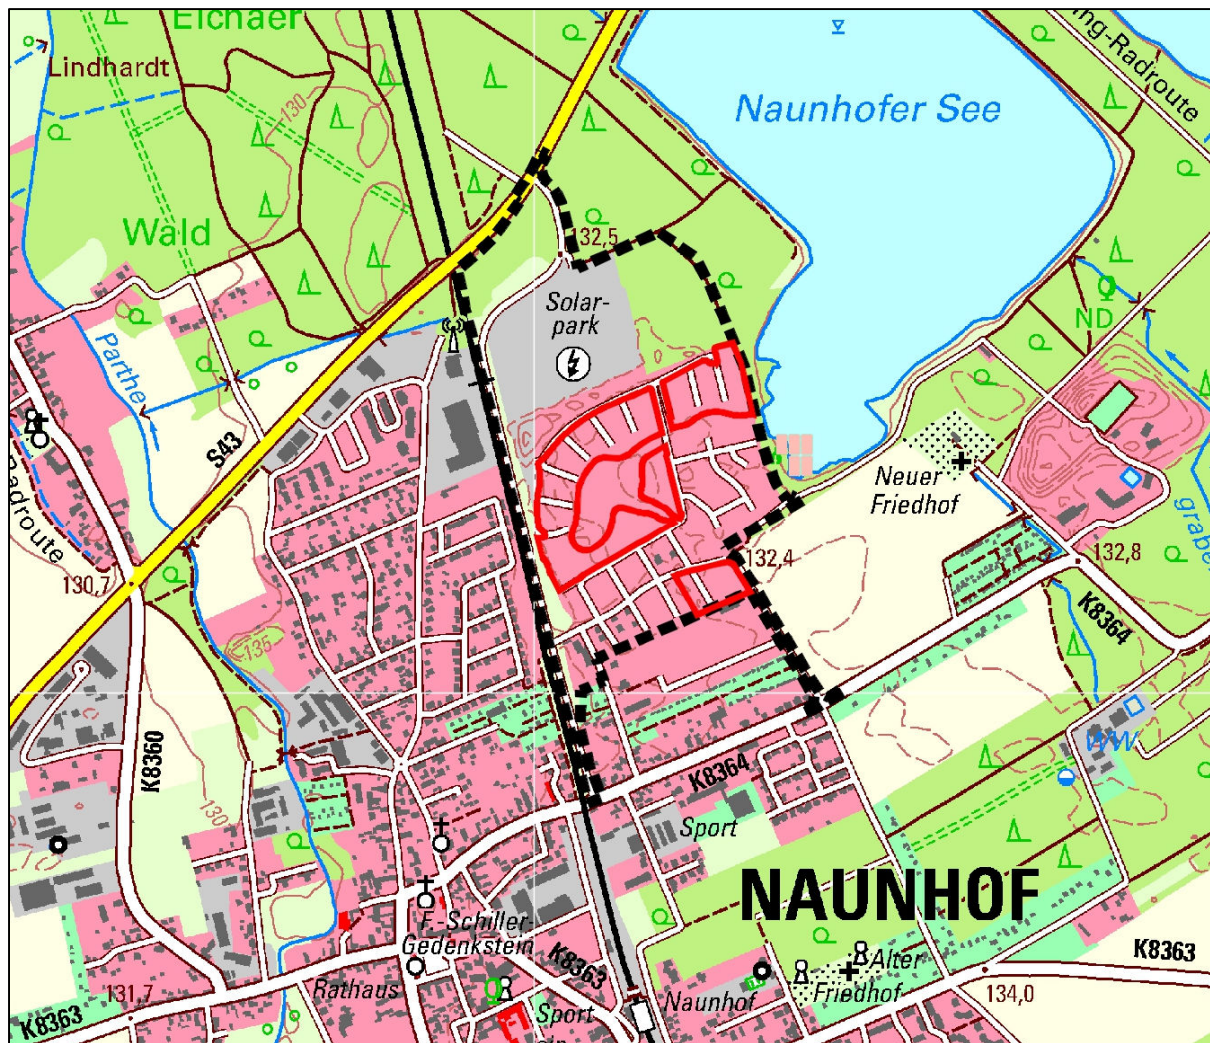 Eichaer
Lindhardt
ing-Radroute
Naunhofer See
Wald
130
132,5
Solar-
park
ND
Parthe
S43
Radroute
Neuer
Friedhof
graben
130,7
132,4
132,8
K8364
135
K8360
WW
K8364
130
Sport
NAUNHOF
F.-Schiller-
Gedenkstein
K8363
Alter
Friedhof
K8363
Rathaus
Naunhof
131,7
134,0
K8363
Sport